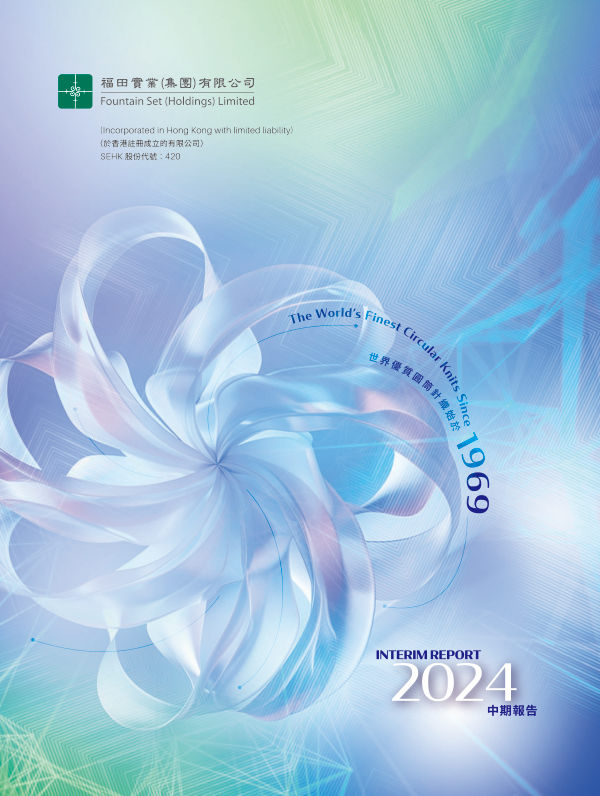 福田實業(集團)有限公司
Fountain Set (Holdings) Limited
(Incorporated in Hong Kong with limited liability)
(於香港註冊成立的有限公司)
SEHK 股份代號：420
The World's Finest Circular Knits Since
世界優質圓筒針織始於
1969
INTERIM REPORT
2024
中期報告